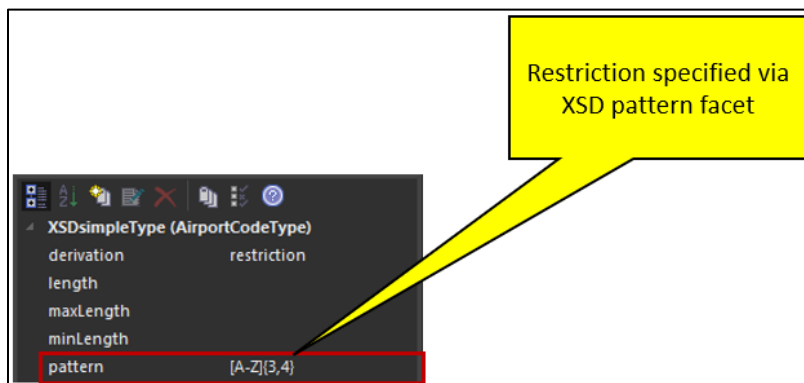 Restriction specified via
XSD pattern facet
XSDsimpleType (AirportCodeType)
derivation restriction
length
maxLength
minLength
pattern [A-Z]{3,4}